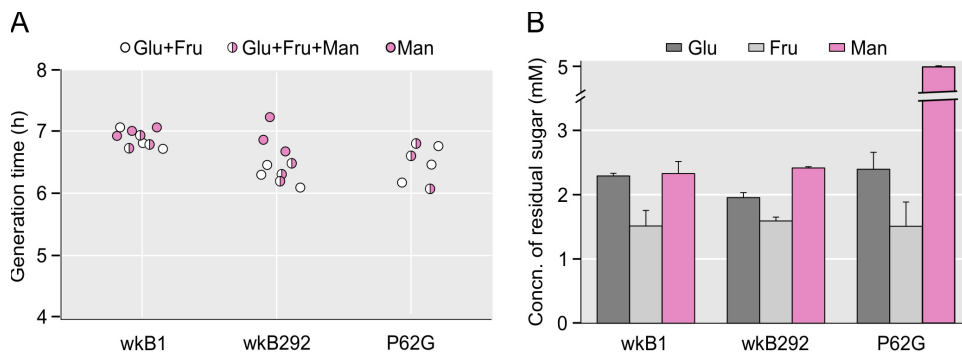 A
Glu+Fru Glu+Fru+Man Man
Generation time (h)
8
7
6
5
4
wkB1 wkB292 P62G
B
Glu Fru Man
Concn. of residual sugar (mM)
5
3
2
1
0
wkB1 wkB292 P62G